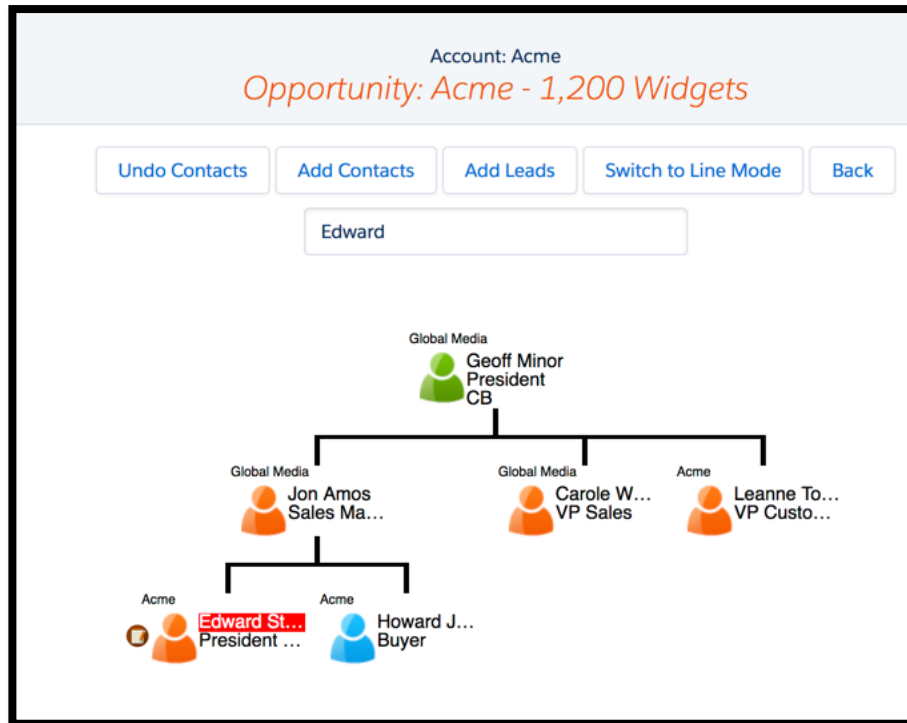 Account: Acme
Opportunity: Acme - 1,200 Widgets
Undo Contacts
Add Contacts
Add Leads
Switch to Line Mode
Back
Edward
Global Media
Geoff Minor
President
CB
Global Media
Jon Amos
Sales Ma...
Global Media
Carole W...
VP Sales
Acme
Leanne To...
VP Custo...
Acme
Edward St...
President ...
Acme
Howard J...
Buyer